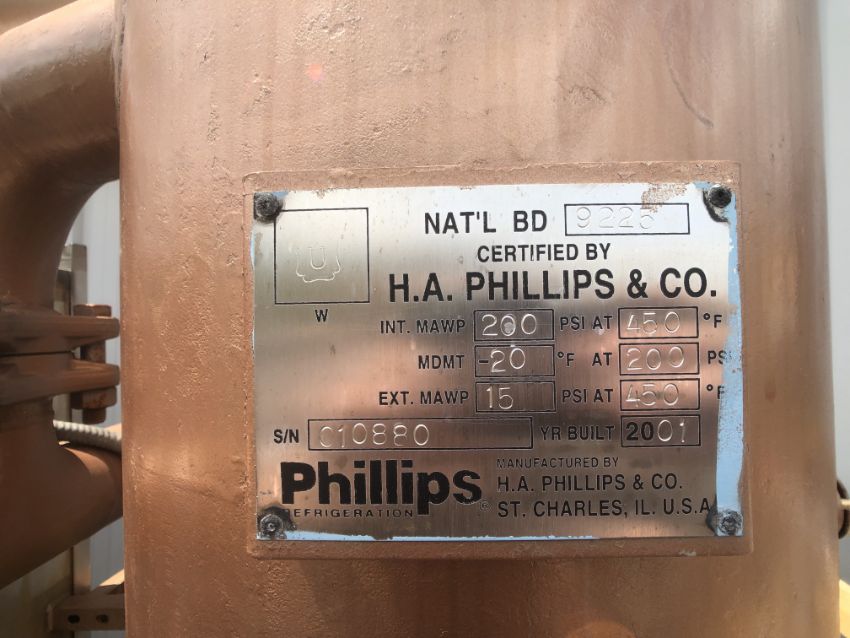 NAT'L BD 9225
CERTIFIED BY
H.A. PHILLIPS & CO.
U
W
INT. MAWP 200 PSI AT 450 °F
MDMT -20 °F AT 200 PSI
EXT. MAWP 15 PSI AT 450 °F
S/N C10880 YR BUILT 2001
Phillips ®
REFRIGERATION
MANUFACTURED BY
H.A. PHILLIPS & CO.
ST. CHARLES, IL. U.S.A